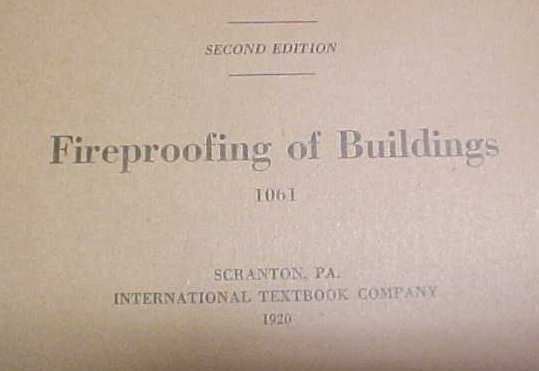 SECOND EDITION
Fireproofing of Buildings
1061
SCRANTON, PA.
INTERNATIONAL TEXTBOOK COMPANY
1920